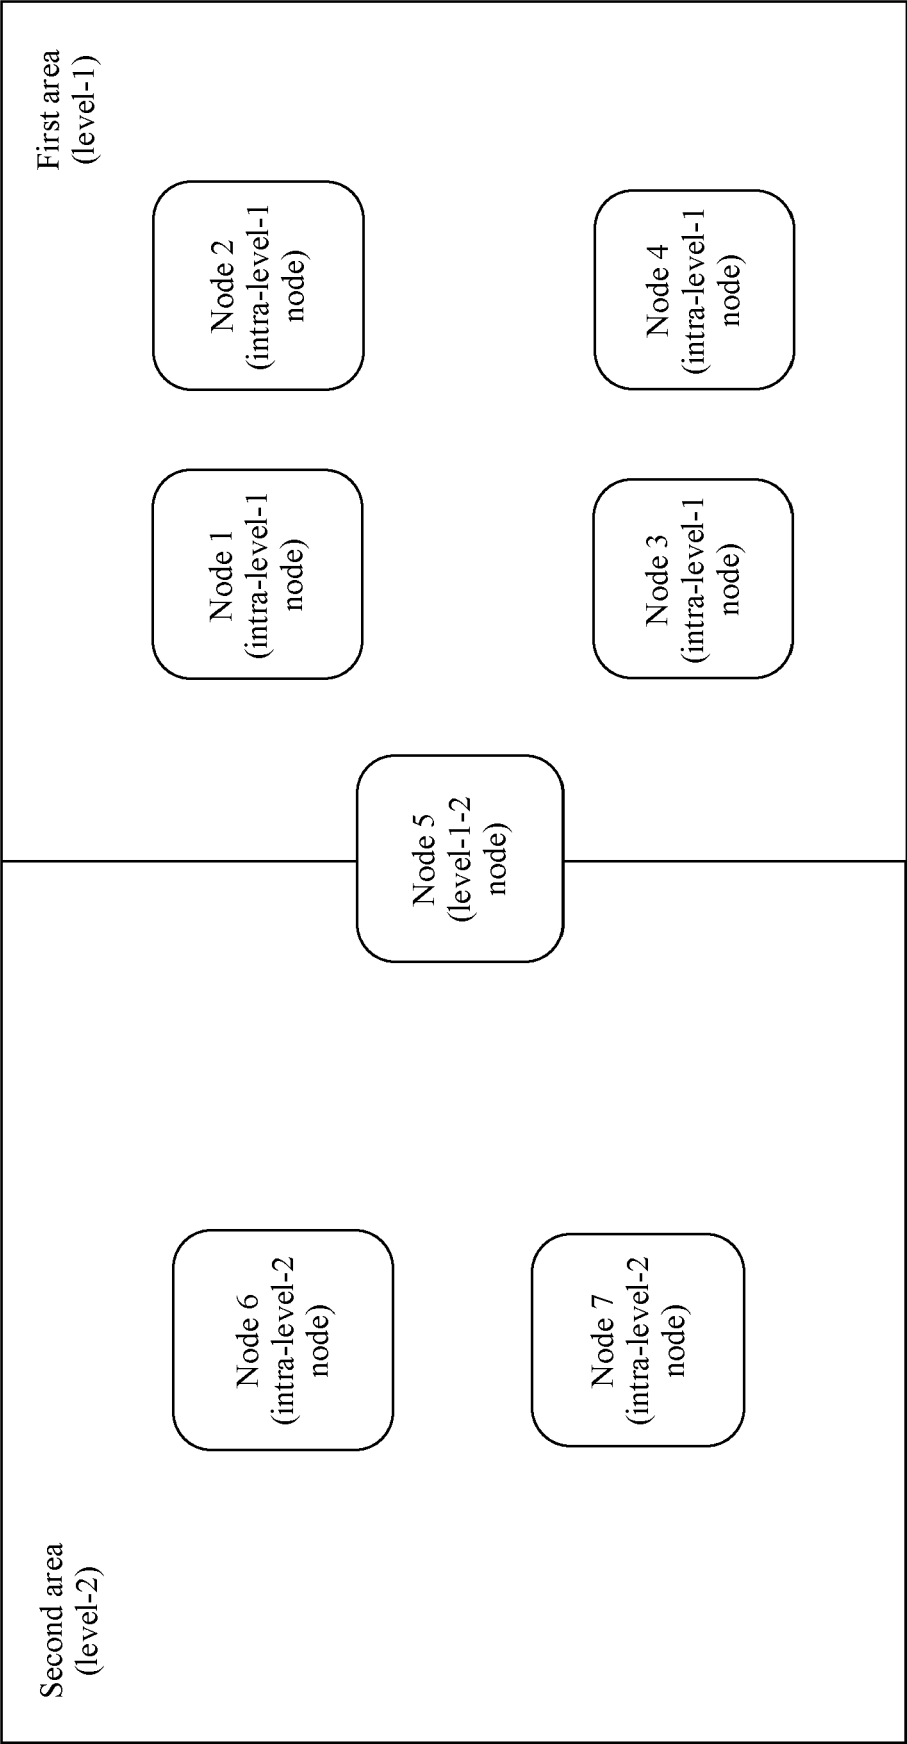 Second area
(level-2)
First area
(level-1)
Node 6
(intra-level-2
node)
Node 7
(intra-level-2
node)
Node 5
(level-1-2
node)
Node 1
(intra-level-1
node)
Node 2
(intra-level-1
node)
Node 3
(intra-level-1
node)
Node 4
(intra-level-1
node)